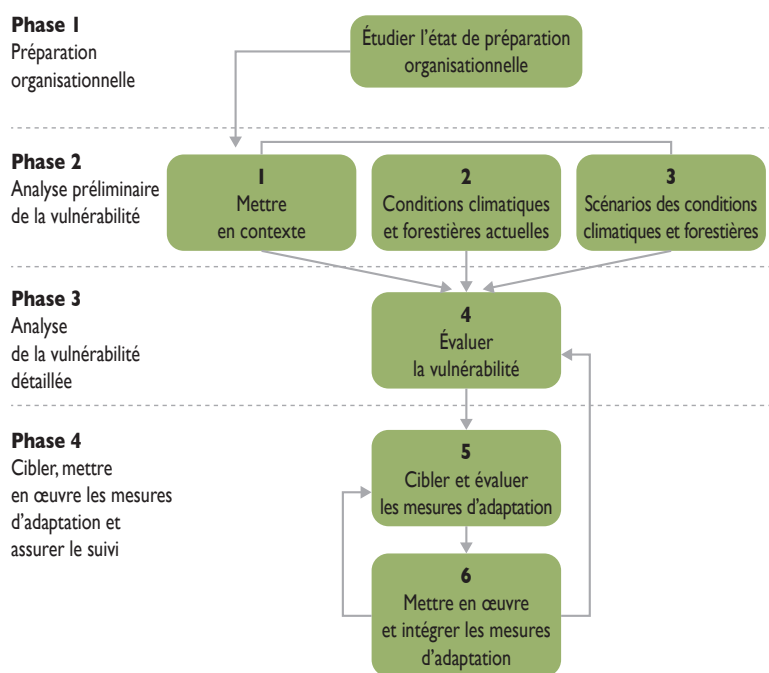 Phase 1
Préparation
organisationnelle
Étudier l’état de préparation
organisationnelle
Phase 2
Analyse préliminaire
de la vulnérabilité
1
Mettre
en contexte
2
Conditions climatiques
et forestières actuelles
3
Scénarios des conditions
climatiques et forestières
Phase 3
Analyse
de la vulnérabilité
détaillée
4
Évaluer
la vulnérabilité
Phase 4
Cibler, mettre
en œuvre les mesures
d’adaptation et
assurer le suivi
5
Cibler et évaluer
les mesures d’adaptation
6
Mettre en œuvre
et intégrer les mesures
d’adaptation